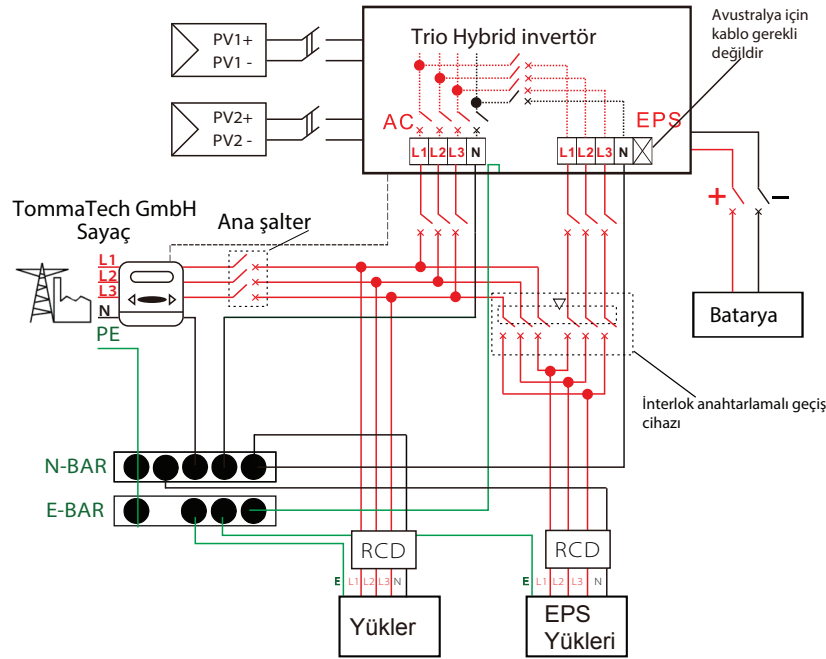 PV1+
PV1 -
PV2+
PV2 -
Trio Hybrid invertör
Avustralya için
kablo gerekli
değildir
AC
EPS
L1 L2 L3 N
L1 L2 L3 N
+ −
TommaTech GmbH
Sayaç
Ana şalter
L1
L2
L3
N
PE
Batarya
İnterlok anahtarlamalı geçiş
cihazı
N-BAR
E-BAR
RCD
RCD
E L1 L2 L3 N
E L1 L2 L3 N
Yükler
EPS
Yükleri